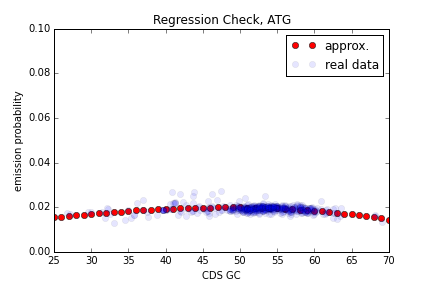 Regression Check, ATG
0.10
approx.
real data
0.08
0.06
emission probability
0.04
0.02
0.00
25 30 35 40 45 50 55 60 65 70
CDS GC